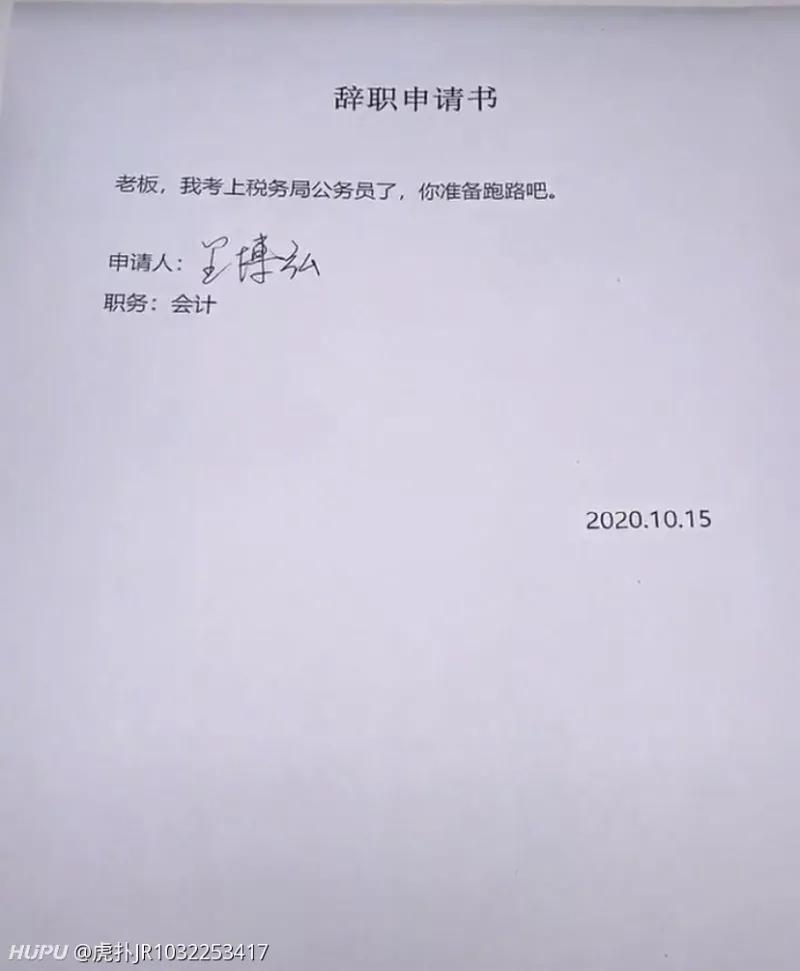 辞职申请书
老板，我考上税务局公务员了，你准备跑路吧。
申请人：博弘
职务：会计
2020.10.15
HUPU @虎扑JR1032253417